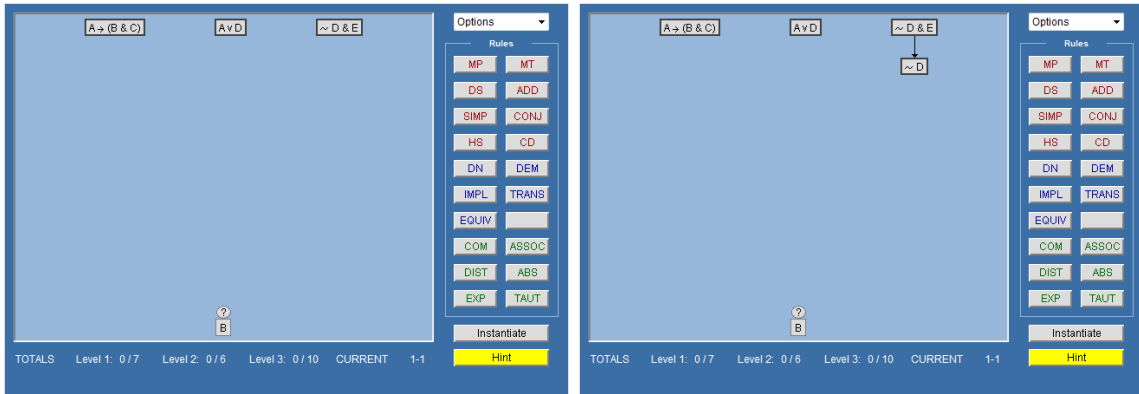 A → (B & C) A v D ~ D & E Options
Rules
MP MT
DS ADD
SIMP CONJ
HS CD
DN DEM
IMPL TRANS
EQUIV
COM ASSOC
DIST ABS
EXP TAUT
?
B
Instantiate
TOTALS Level 1: 0 / 7 Level 2: 0 / 6 Level 3: 0 / 10 CURRENT 1-1 Hint
A → (B & C) A v D ~ D & E Options
Rules
~ D
MP MT
DS ADD
SIMP CONJ
HS CD
DN DEM
IMPL TRANS
EQUIV
COM ASSOC
DIST ABS
EXP TAUT
?
B
Instantiate
TOTALS Level 1: 0 / 7 Level 2: 0 / 6 Level 3: 0 / 10 CURRENT 1-1 Hint